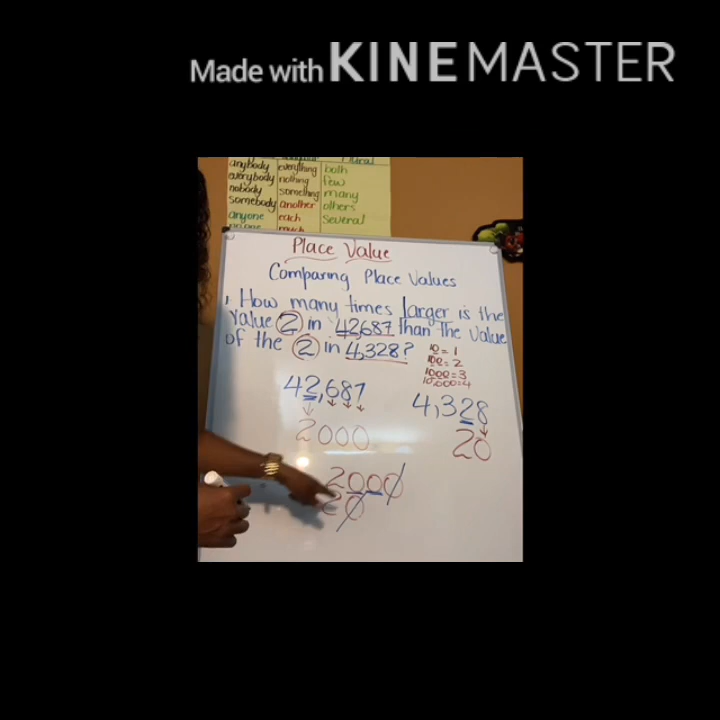 Made with KINEMASTER
anybody everything both
everybody nothing few
nobody something many
somebody another others
anyone each several
much
Place Value
Comparing Place Values
1. How many times larger is the
value 2 in 42,687 than the value
of the 2 in 4,328?
10 = 1
100 = 2
1000 = 3
10,000 = 4
42,687 4,328
2000 20
2000
20